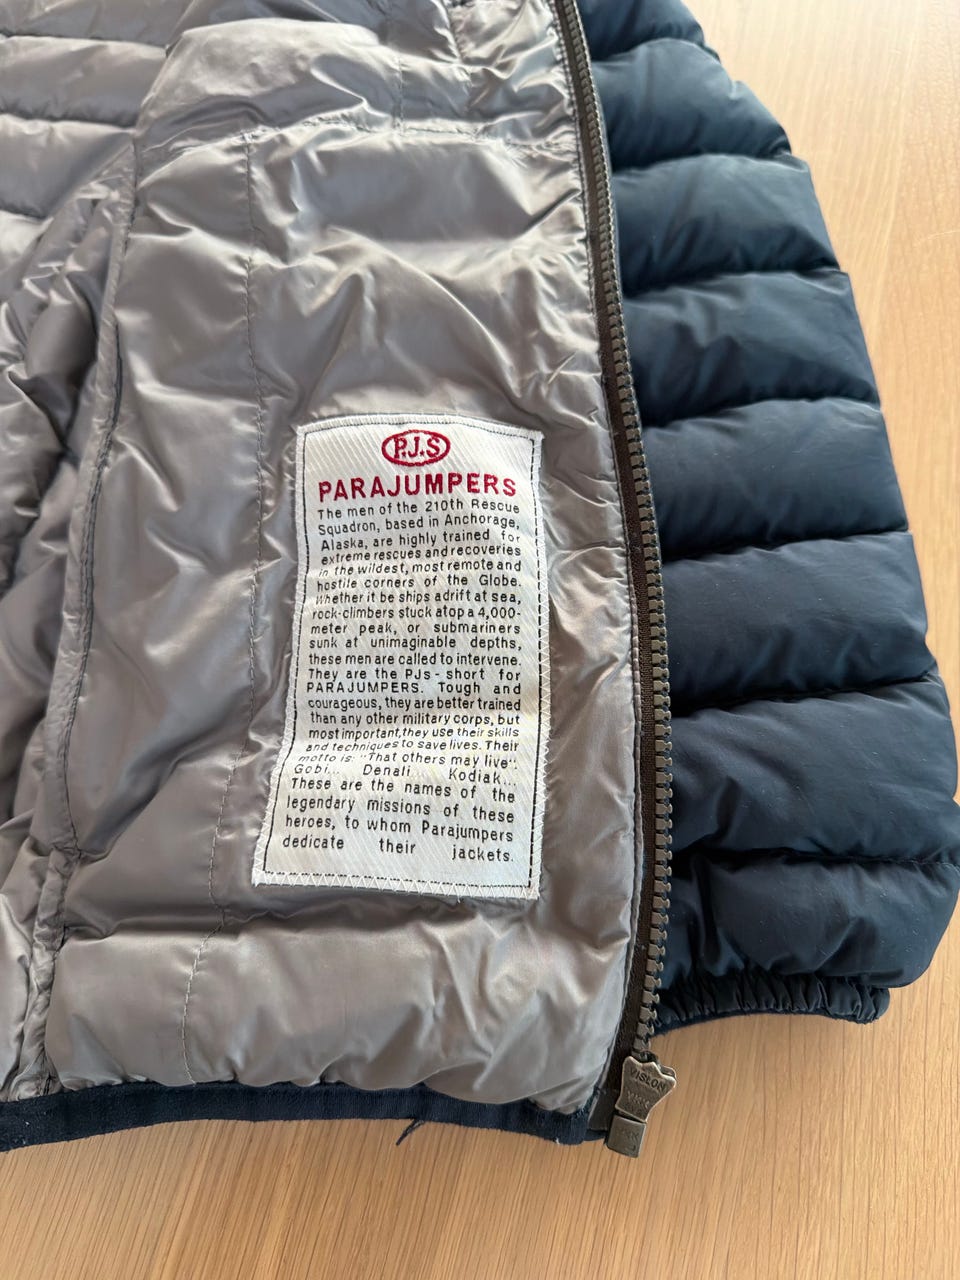 P.J.S
PARAJUMPERS
The men of the 210th Rescue
Squadron, based in Anchorage,
Alaska, are highly trained for
extreme rescues and recoveries
in the wildest, most remote and
hostile corners of the Globe.
Whether it be ships adrift at sea,
rock-climbers stuck atop a 4,000-
meter peak, or submariners
sunk at unimaginable depths,
these men are called to intervene.
They are the PJs - short for
PARAJUMPERS. Tough and
courageous, they are better trained
than any other military corps, but
most important, they use their skills
and techniques to save lives. Their
motto is: "That others may live".
Gobi... Denali... Kodiak...
These are the names of the
legendary missions of these
heroes, to whom Parajumpers
dedicate their jackets.
VISLON
YKK